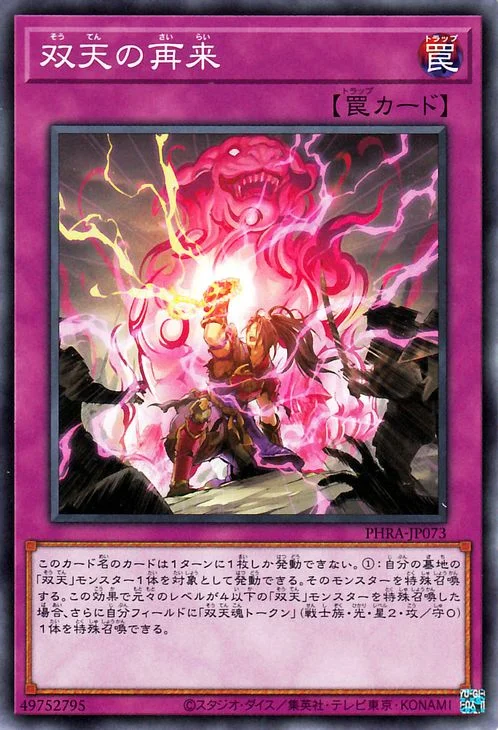 双天の再来
罠
【罠カード】
PHRA-JP073
このカード名のカードは1ターンに1枚しか発動できない。①:自分の墓地の
「双天」モンスター1体を対象として発動できる。そのモンスターを特殊召喚
する。この効果で元々のレベルが4以下の「双天」モンスターを特殊召喚した
場合、さらに自分フィールドに「双天魂トークン」(戦士族・光・星2・攻/守0)
1体を特殊召喚できる。
49752795
©スタジオ・ダイス/集英社・テレビ東京・KONAMI